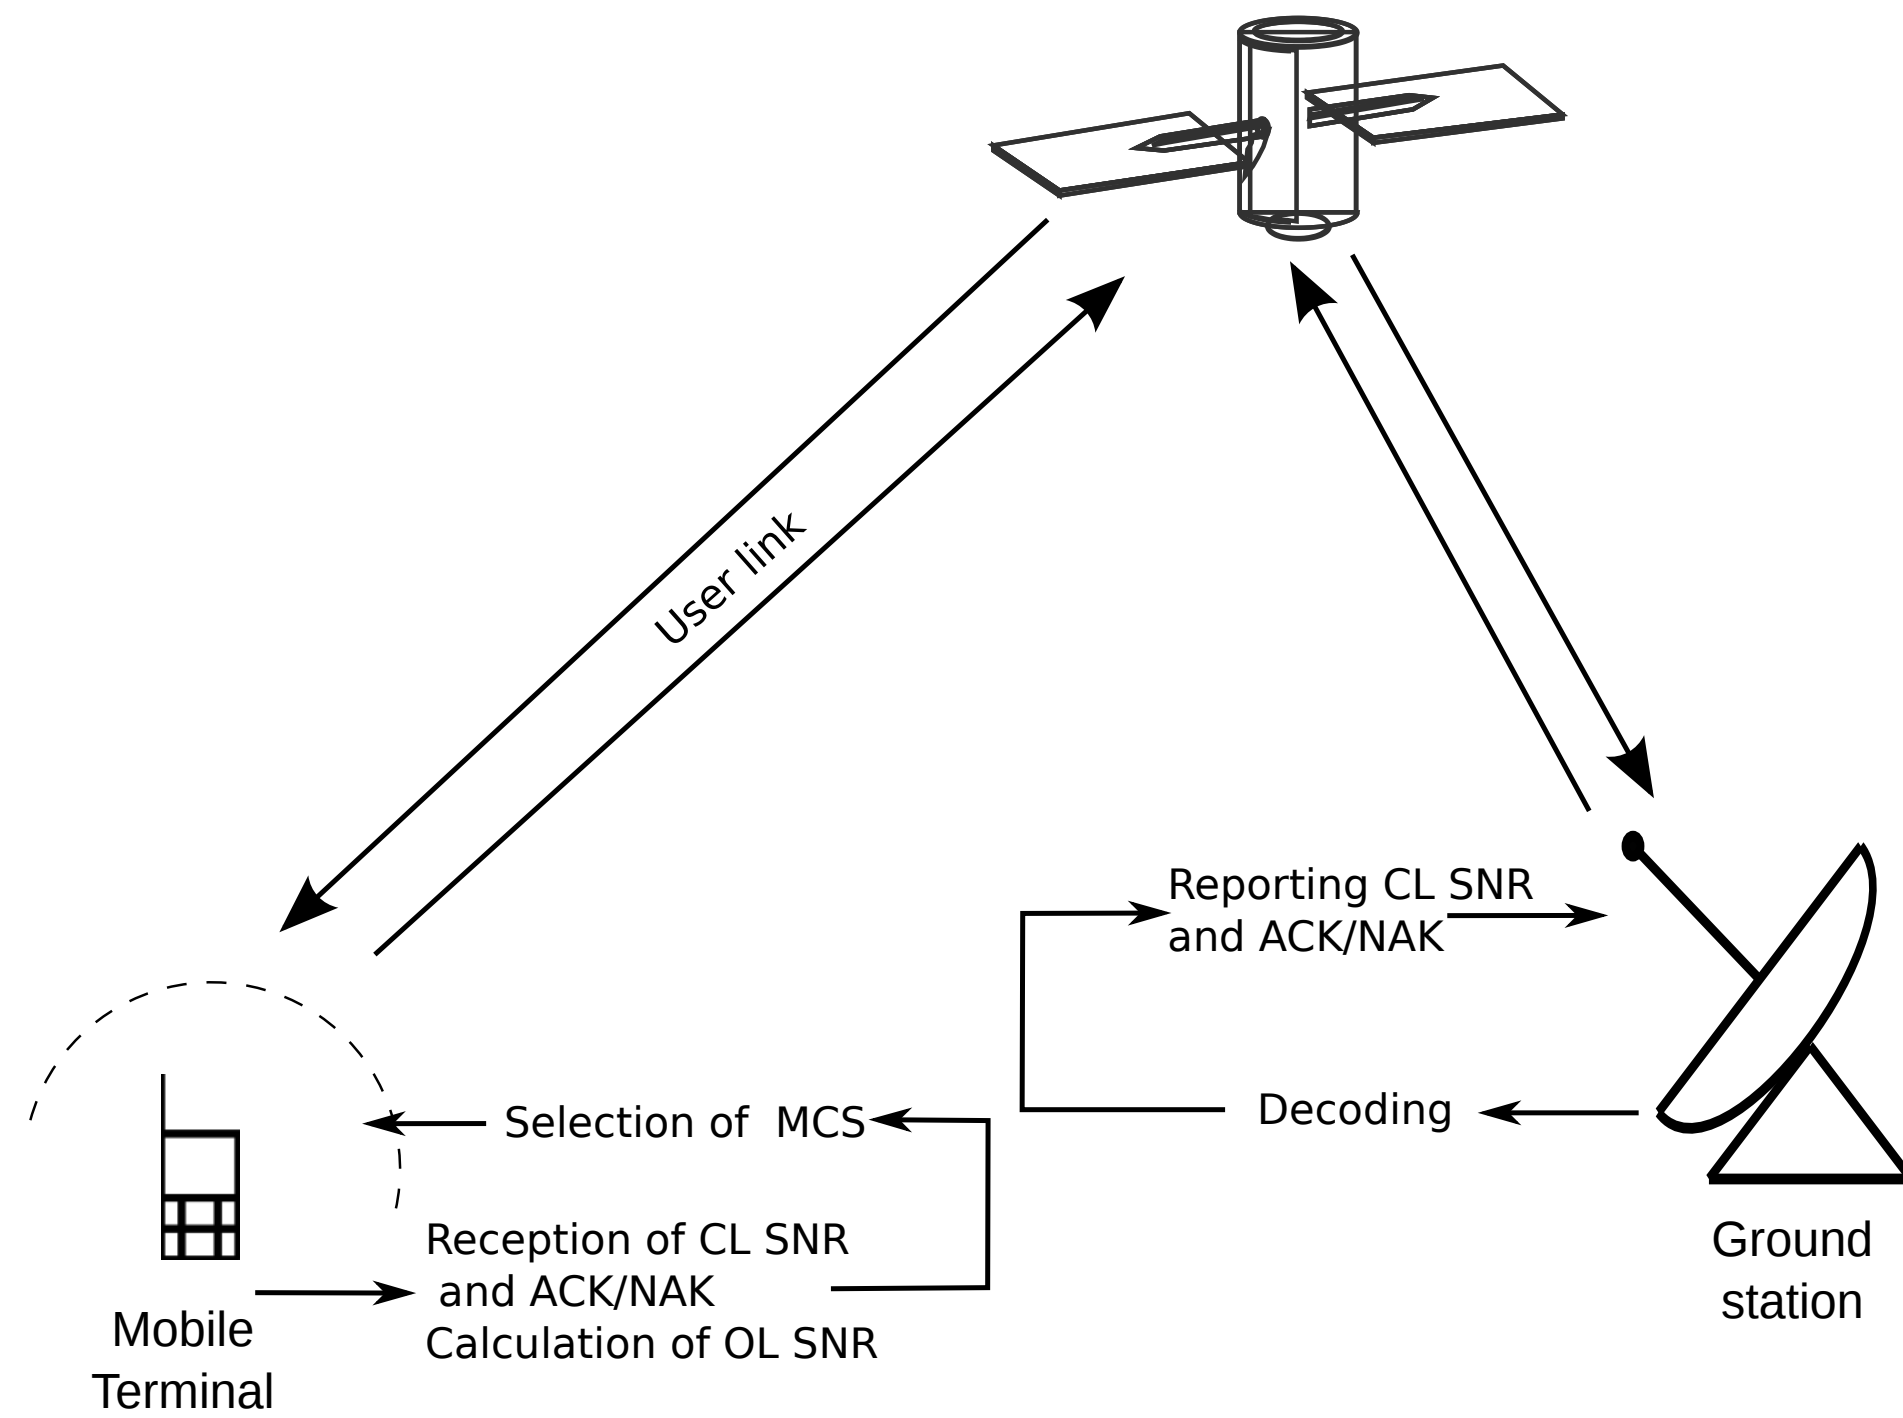 User link
Reporting CL SNR
and ACK/NAK
Decoding
Selection of  MCS
Reception of CL SNR
and ACK/NAK
Calculation of OL SNR
Mobile
Terminal
Ground
station